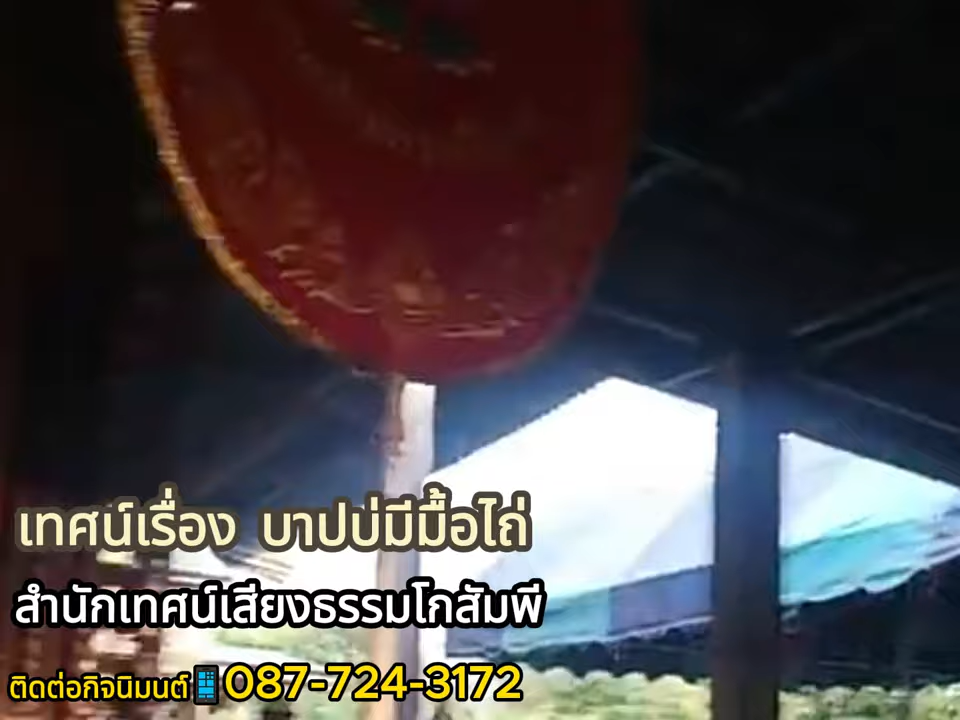 เทศน์เรื่อง บาปบ่มีมื้อไถ่
สำนักเทศน์เสียงธรรมโกสัมพี
ติดต่อกิจนิมนต์📱087-724-3172